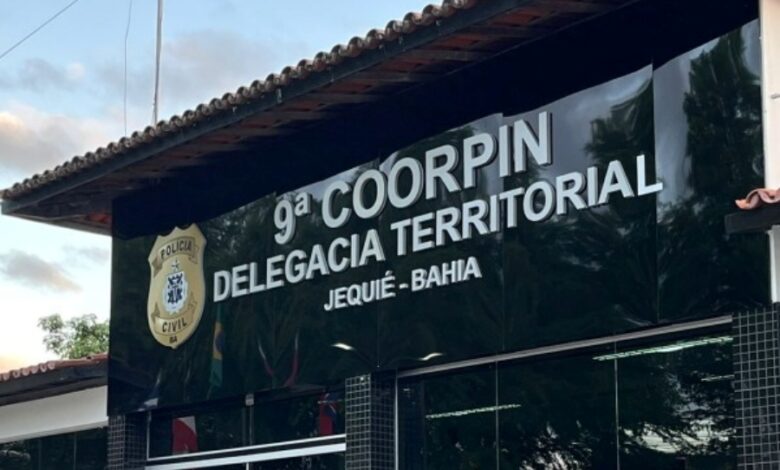 9ª COORPIN
DELEGACIA TERRITORIAL
JEQUIÉ - BAHIA
POLÍCIA
CIVIL
BA